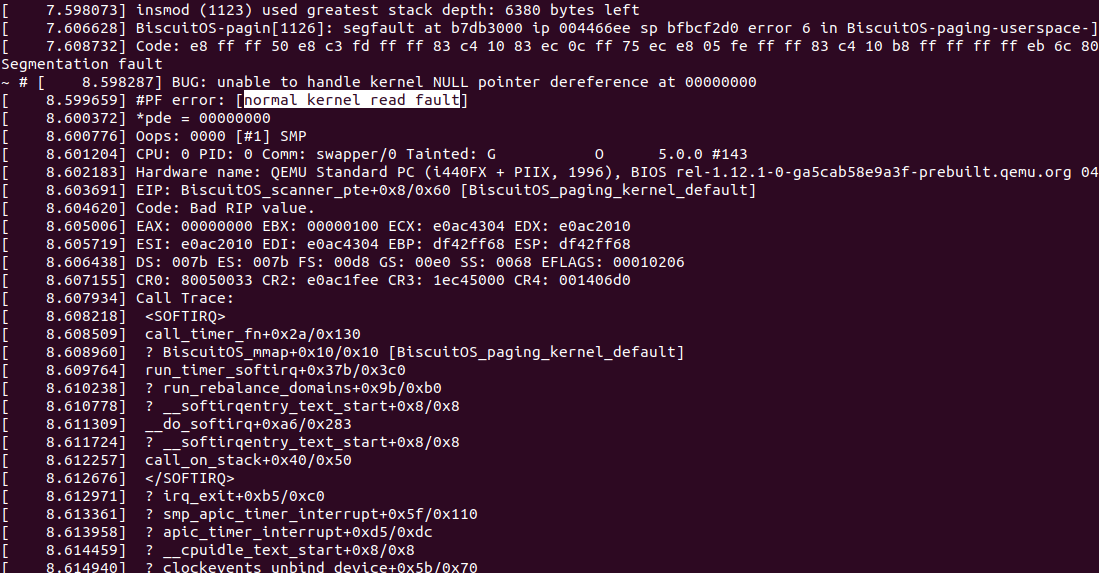 [    7.598073] insmod (1123) used greatest stack depth: 6380 bytes left
[    7.606628] BiscuitOS-pagin[1126]: segfault at b7db3000 ip 004466ee sp bfbcf2d0 error 6 in BiscuitOS-paging-userspace-]
[    7.608732] Code: e8 ff ff 50 e8 c3 fd ff ff 83 c4 10 83 ec 0c ff 75 ec e8 05 fe ff ff 83 c4 10 b8 ff ff ff ff eb 6c 80
Segmentation fault
~ # [    8.598287] BUG: unable to handle kernel NULL pointer dereference at 00000000
[    8.599659] #PF error: [normal kernel read fault]
[    8.600372] *pde = 00000000
[    8.600776] Oops: 0000 [#1] SMP
[    8.601204] CPU: 0 PID: 0 Comm: swapper/0 Tainted: G           O      5.0.0 #143
[    8.602183] Hardware name: QEMU Standard PC (i440FX + PIIX, 1996), BIOS rel-1.12.1-0-ga5cab58e9a3f-prebuilt.qemu.org 04
[    8.603691] EIP: BiscuitOS_scanner_pte+0x8/0x60 [BiscuitOS_paging_kernel_default]
[    8.604620] Code: Bad RIP value.
[    8.605006] EAX: 00000000 EBX: 00000100 ECX: e0ac4304 EDX: e0ac2010
[    8.605719] ESI: e0ac2010 EDI: e0ac4304 EBP: df42ff68 ESP: df42ff68
[    8.606438] DS: 007b ES: 007b FS: 00d8 GS: 00e0 SS: 0068 EFLAGS: 00010206
[    8.607155] CR0: 80050033 CR2: e0ac1fee CR3: 1ec45000 CR4: 001406d0
[    8.607934] Call Trace:
[    8.608218]  <SOFTIRQ>
[    8.608509]  call_timer_fn+0x2a/0x130
[    8.608960]  ? BiscuitOS_mmap+0x10/0x10 [BiscuitOS_paging_kernel_default]
[    8.609764]  run_timer_softirq+0x37b/0x3c0
[    8.610238]  ? run_rebalance_domains+0x9b/0xb0
[    8.610778]  ? __softirqentry_text_start+0x8/0x8
[    8.611309]  __do_softirq+0xa6/0x283
[    8.611724]  ? __softirqentry_text_start+0x8/0x8
[    8.612257]  call_on_stack+0x40/0x50
[    8.612676]  </SOFTIRQ>
[    8.612971]  ? irq_exit+0xb5/0xc0
[    8.613361]  ? smp_apic_timer_interrupt+0x5f/0x110
[    8.613958]  ? apic_timer_interrupt+0xd5/0xdc
[    8.614459]  ? __cpuidle_text_start+0x8/0x8
[    8.614940]  ? clockevents_unbind_device+0x5b/0x70